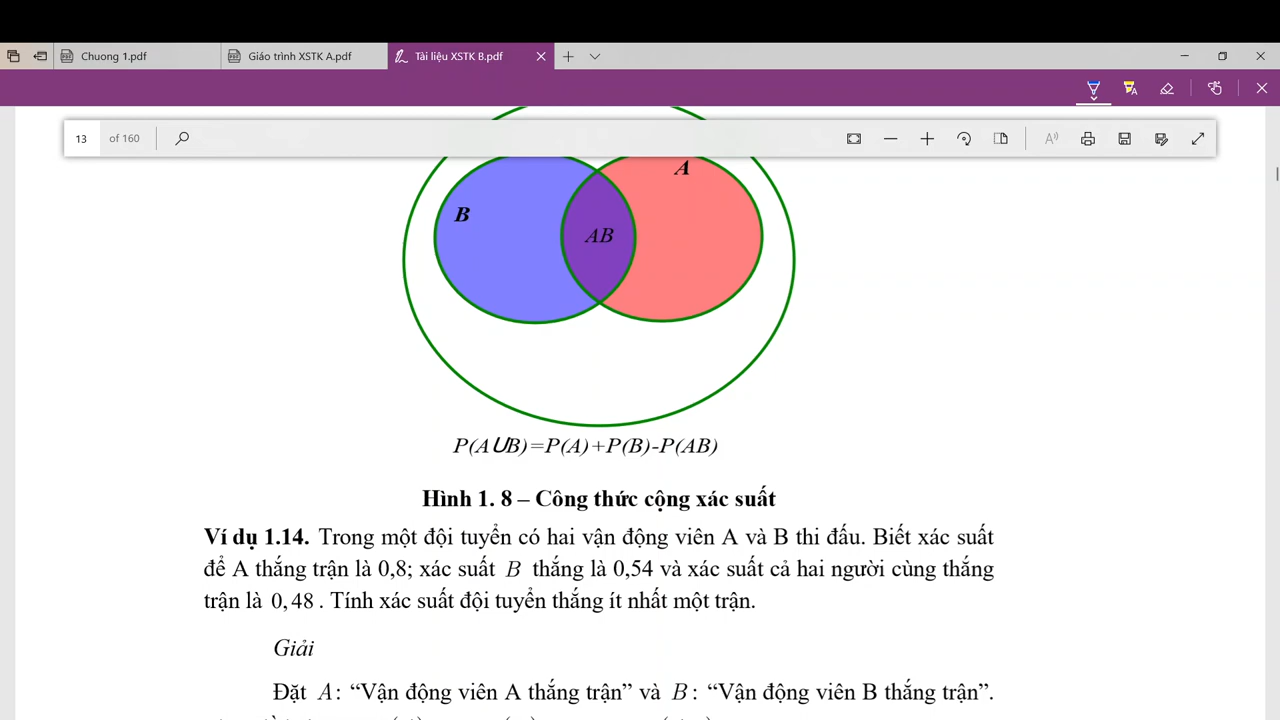 Chuong 1.pdf
Giáo trình XSTK A.pdf
Tài liệu XSTK B.pdf
13 of 160
A
B
AB
P(A∪B)=P(A)+P(B)-P(AB)
Hình 1. 8 – Công thức cộng xác suất
Ví dụ 1.14. Trong một đội tuyển có hai vận động viên A và B thi đấu. Biết xác suất
để A thắng trận là 0,8; xác suất B thắng là 0,54 và xác suất cả hai người cùng thắng
trận là 0,48 . Tính xác suất đội tuyển thắng ít nhất một trận.
Giải
Đặt A: “Vận động viên A thắng trận” và B: “Vận động viên B thắng trận”.